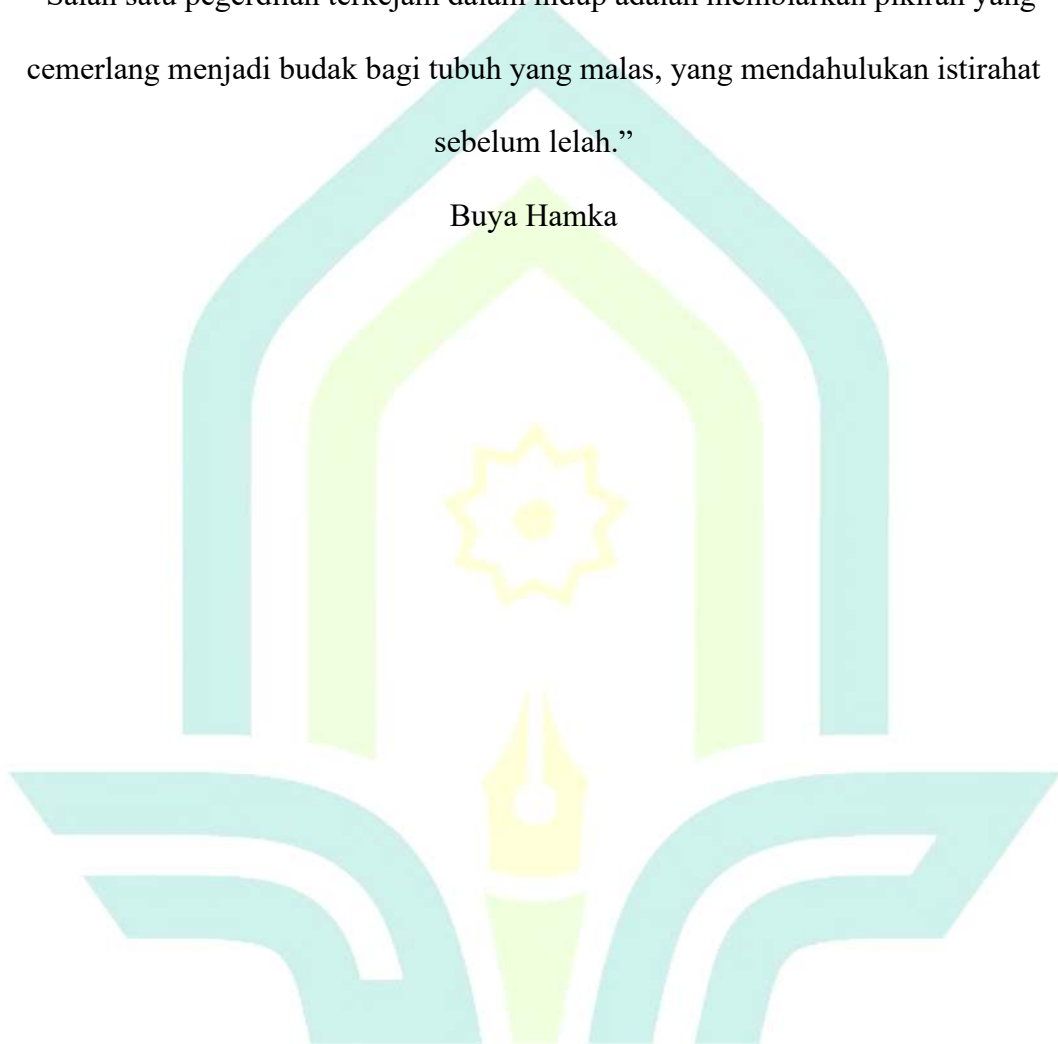 Salah satu pegerdilan terkejam dalam hidup adalah membiarkan pikiran yang
cemerlang menjadi budak bagi tubuh yang malas, yang mendahulukan istirahat
sebelum lelah.”
Buya Hamka